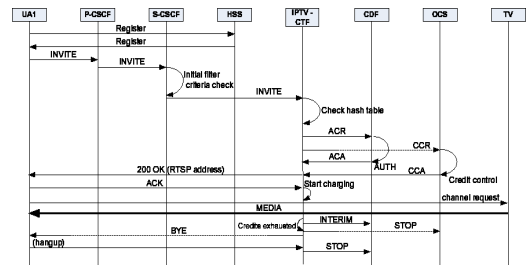 UA1
P-CSCF
S-CSCF
HSS
IPTV -
CTF
CDF
OCS
TV
Register
Register
INVITE
INVITE
Initial filter
criteria check
INVITE
Check hash table
ACR
CCR
ACA
AUTH
200 OK (RTSP address)
CCA
Credit control
ACK
Start charging
channel request
MEDIA
INTERIM
Credits exhausted
STOP
BYE
(hangup)
STOP